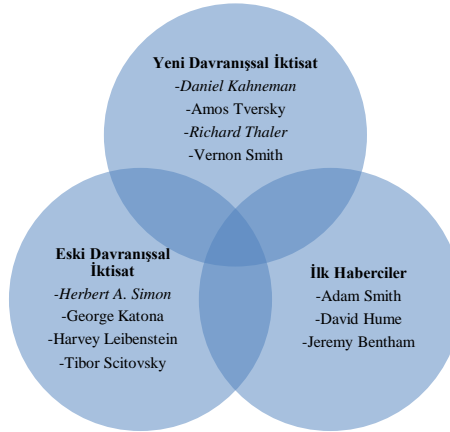 Yeni Davranışsal İktisat
-Daniel Kahneman
-Amos Tversky
-Richard Thaler
-Vernon Smith
Eski Davranışsal
İktisat
-Herbert A. Simon
-George Katona
-Harvey Leibenstein
-Tibor Scitovsky
İlk Haberciler
-Adam Smith
-David Hume
-Jeremy Bentham